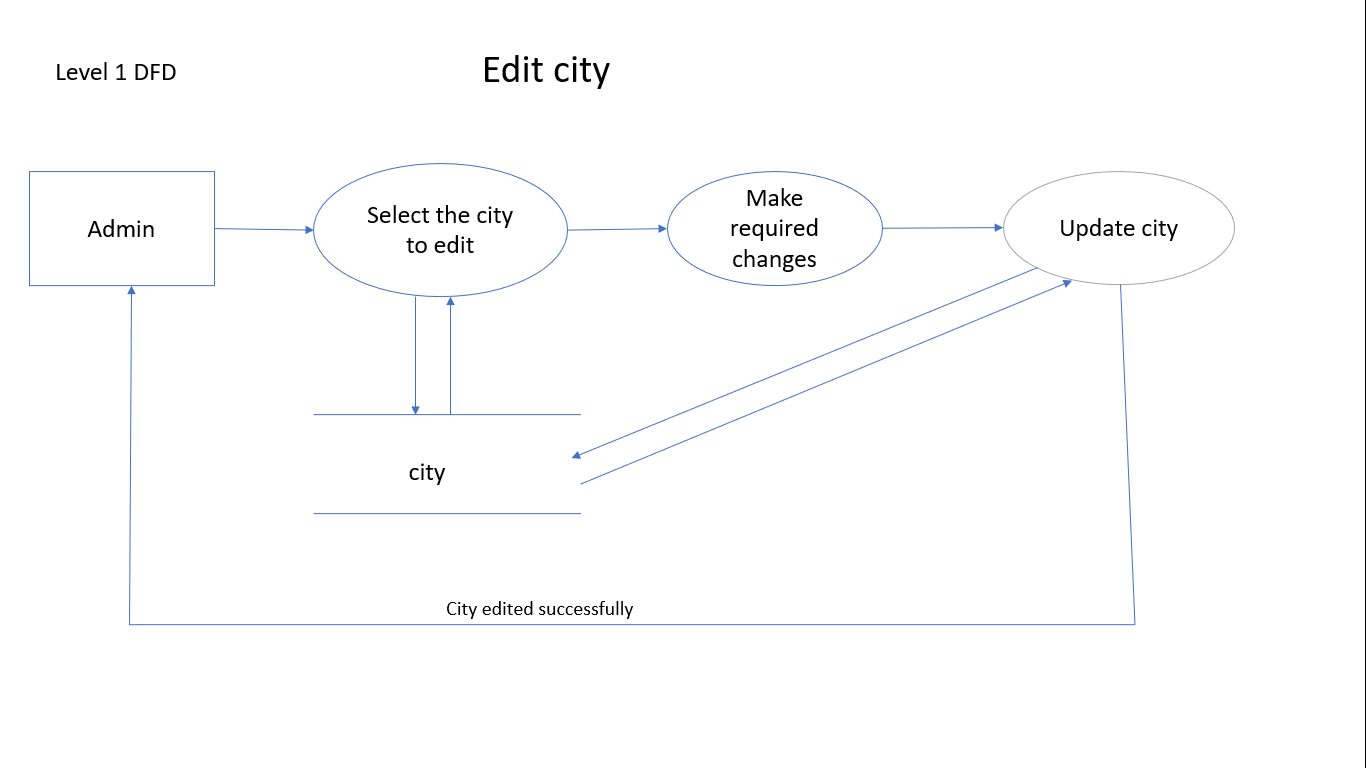 Level 1 DFD
Edit city
Admin
Select the city
to edit
Make
required
changes
Update city
city
City edited successfully